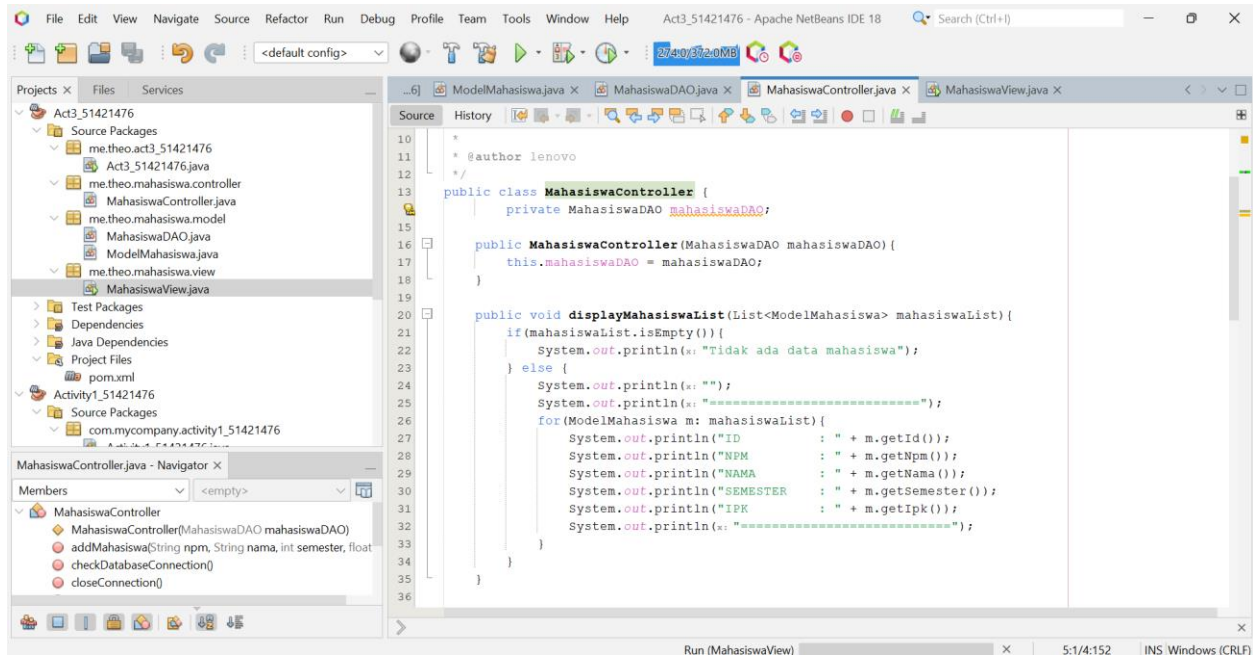 File Edit View Navigate Source Refactor Run Debug Profile Team Tools Window Help Act3_51421476 - Apache NetBeans IDE 18 Search (Ctrl+I)
<default config> 274.0/372.0MB
Projects Files Services
Act3_51421476
Source Packages
me.theo.act3_51421476
Act3_51421476.java
me.theo.mahasiswa.controller
MahasiswaController.java
me.theo.mahasiswa.model
MahasiswaDAO.java
ModelMahasiswa.java
me.theo.mahasiswa.view
MahasiswaView.java
Test Packages
Dependencies
Java Dependencies
Project Files
pom.xml
Activity1_51421476
Source Packages
com.mycompany.activity1_51421476
MahasiswaController.java - Navigator
Members <empty>
MahasiswaController
MahasiswaController(MahasiswaDAO mahasiswaDAO)
addMahasiswa(String npm, String nama, int semester, float
checkDatabaseConnection()
closeConnection()
...6] ModelMahasiswa.java MahasiswaDAO.java MahasiswaController.java MahasiswaView.java
Source History
10 *
11 * @author lenovo
12 */
13 public class MahasiswaController {
private MahasiswaDAO mahasiswaDAO;
15
16 public MahasiswaController(MahasiswaDAO mahasiswaDAO){
17 this.mahasiswaDAO = mahasiswaDAO;
18 }
19
20 public void displayMahasiswaList(List<ModelMahasiswa> mahasiswaList){
21 if(mahasiswaList.isEmpty()){
22 System.out.println(x: "Tidak ada data mahasiswa");
23 } else {
24 System.out.println(x: "");
25 System.out.println(x: "===========================");
26 for(ModelMahasiswa m: mahasiswaList){
27 System.out.println("ID : " + m.getId());
28 System.out.println("NPM : " + m.getNpm());
29 System.out.println("NAMA : " + m.getNama());
30 System.out.println("SEMESTER : " + m.getSemester());
31 System.out.println("IPK : " + m.getIpk());
32 System.out.println(x: "===========================");
33 }
34 }
35 }
36
Run (MahasiswaView) 5:1/4:152 INS Windows (CRLF)